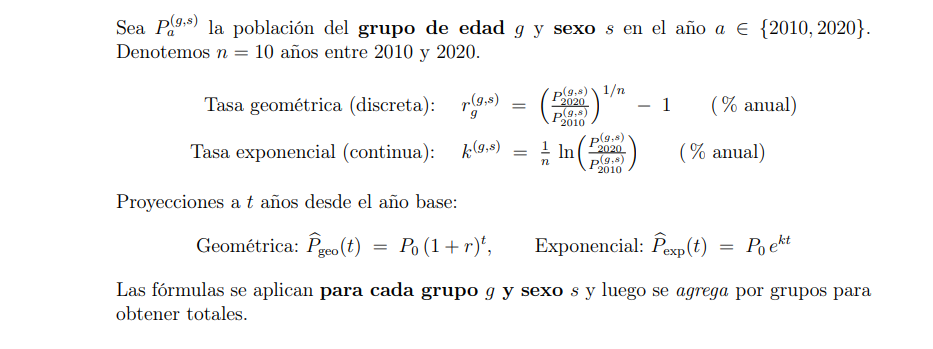 Sea $P_a^{(g,s)}$ la población del **grupo de edad** $g$ y **sexo** $s$ en el año $a \in \{2010, 2020\}$.
Denotemos $n = 10$ años entre 2010 y 2020.
Tasa geométrica (discreta): $r_g^{(g,s)} = \left(\frac{P_{2020}^{(g,s)}}{P_{2010}^{(g,s)}}\right)^{1/n} - 1$ (% anual)
Tasa exponencial (continua): $k^{(g,s)} = \frac{1}{n} \ln\left(\frac{P_{2020}^{(g,s)}}{P_{2010}^{(g,s)}}\right)$ (% anual)
Proyecciones a $t$ años desde el año base:
Geométrica: $\widehat{P}_{\text{geo}}(t) = P_0 (1 + r)^t$, Exponencial: $\widehat{P}_{\text{exp}}(t) = P_0 e^{kt}$
Las fórmulas se aplican **para cada grupo** $g$ **y sexo** $s$ y luego se *agrega* por grupos para
obtener totales.